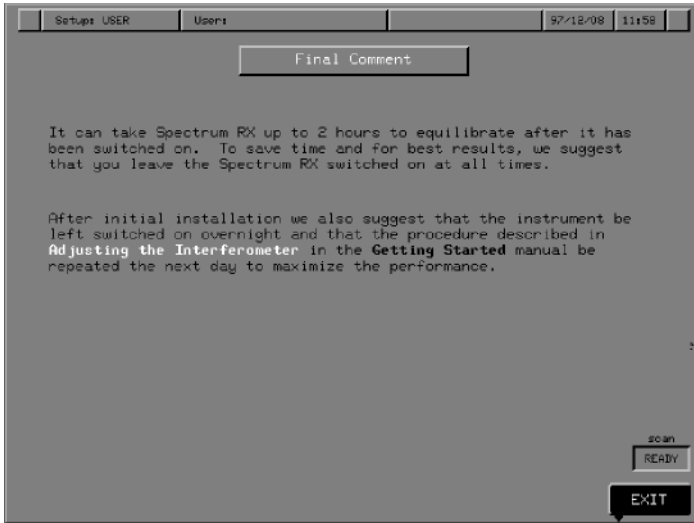 Setup: USER User: 97/12/08 11:58
Final Comment
It can take Spectrum RX up to 2 hours to equilibrate after it has
been switched on. To save time and for best results, we suggest
that you leave the Spectrum RX switched on at all times.
After initial installation we also suggest that the instrument be
left switched on overnight and that the procedure described in
Adjusting the Interferometer in the Getting Started manual be
repeated the next day to maximize the performance.
scan
READY
EXIT